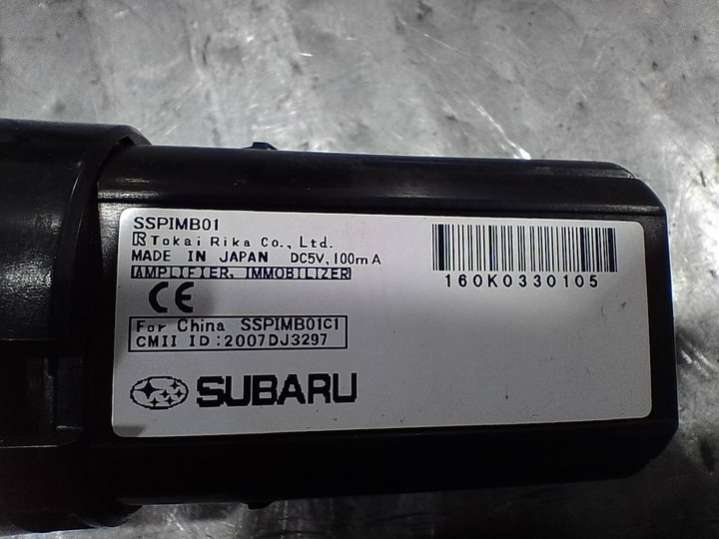 SSPIMB01
R Tokai Rika Co., Ltd.
MADE IN JAPAN DC5V, 100mA
AMPLIFIER, IMMOBILIZER
CE
For China SSPIMB01C1
CMII ID:2007DJ3297
SUBARU
160K0330105